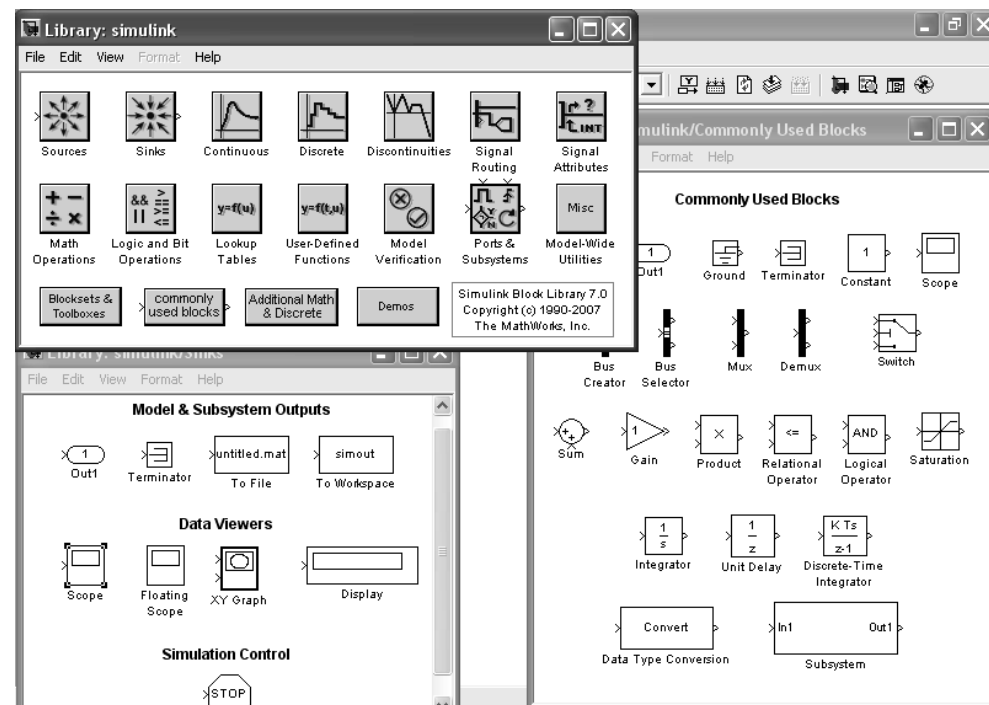 Library: simulink
File Edit View Format Help
Sources Sinks Continuous Discrete Discontinuities Signal Routing Signal Attributes
+ − ÷ × && || > >= == <= y=f(u) y=f(t,u) Y N Misc
? INT
Math Operations Logic and Bit Operations Lookup Tables User-Defined Functions Model Verification Ports & Subsystems Model-Wide Utilities
Blocksets & Toolboxes
commonly used blocks
Additional Math & Discrete
Demos
Simulink Block Library 7.0
Copyright (c) 1990-2007
The MathWorks, Inc.
Y
mulink/Commonly Used Blocks
Format Help
Commonly Used Blocks
1 1
Out1 Ground Terminator Constant Scope
Bus Creator
Bus Selector
Mux Demux Switch
1 × <= AND
Sum Gain Product Relational Operator Logical Operator Saturation
1/s 1/z K Ts/z-1
Integrator Unit Delay Discrete-Time Integrator
Convert In1 Out1
Data Type Conversion Subsystem
Library: simulink/Sinks
File Edit View Format Help
Model & Subsystem Outputs
1 untitled.mat simout
Out1 Terminator To File To Workspace
Data Viewers
Scope Floating Scope XY Graph Display
Simulation Control
STOP